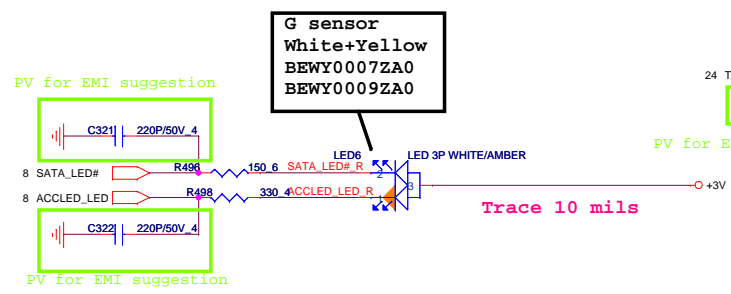 G sensor
White+Yellow
BEWY0007ZA0
BEWY0009ZA0
PV for EMI suggestion
24 T
C321 220P/50V_4
PV for E
LED6 LED 3P WHITE/AMBER
8 SATA_LED# R496 150_6 SATA_LED#_R 2
3 +3V
8 ACCLED_LED R498 330_4 ACCLED_LED_R 1
Trace 10 mils
C322 220P/50V_4
PV for EMI suggestion